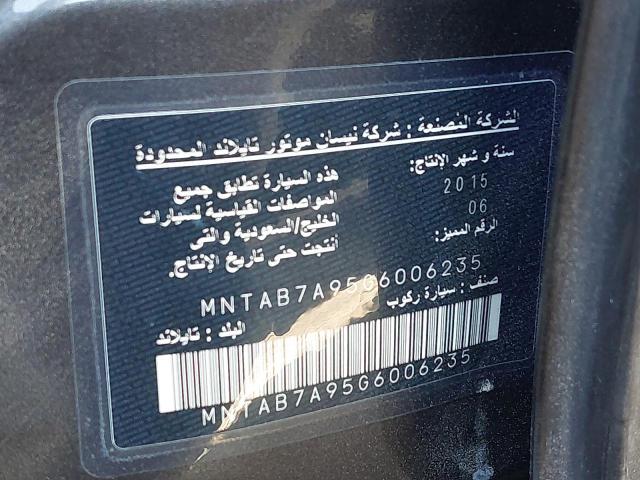 الشركة المصنعة : شركة نيسان موتور تايلاند المحدودة
سنة و شهر الإنتاج:
2015
06
الرقم المميز:
هذه السيارة تطابق جميع
المواصفات القياسية لسيارات
الخليج/السعودية والتى
أنتجت حتى تاريخ الإنتاج.
MNTAB7A95G6006235
صنف : سيارة ركوب
البلد : تايلاند
MNTAB7A95G6006235